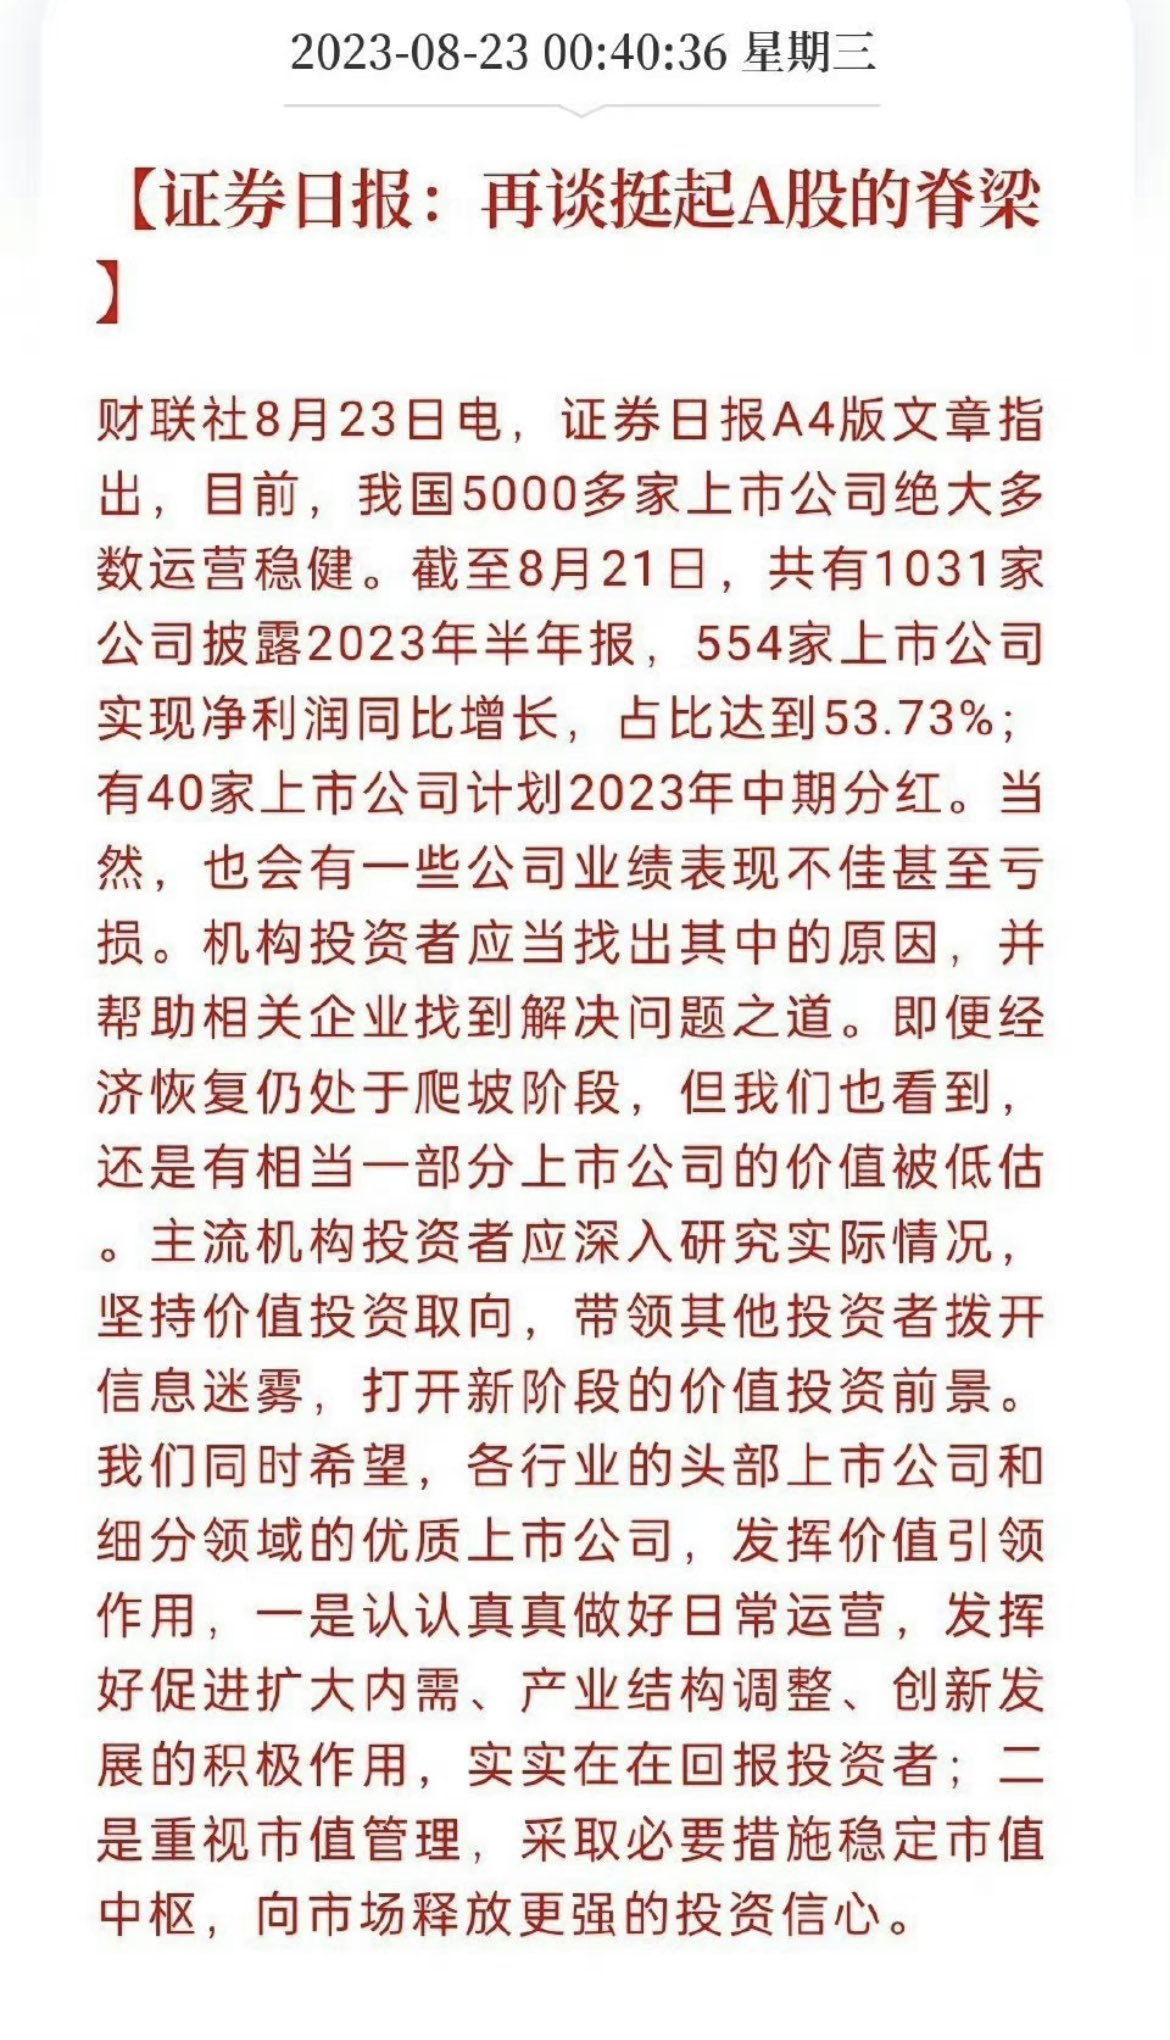 2023-08-23 00:40:36 星期三
【证券日报：再谈挺起A股的脊梁
】
财联社8月23日电，证券日报A4版文章指
出，目前，我国5000多家上市公司绝大多
数运营稳健。截至8月21日，共有1031家
公司披露2023年半年报，554家上市公司
实现净利润同比增长，占比达到53.73%；
有40家上市公司计划2023年中期分红。当
然，也会有一些公司业绩表现不佳甚至亏
损。机构投资者应当找出其中的原因，并
帮助相关企业找到解决问题之道。即便经
济恢复仍处于爬坡阶段，但我们也看到，
还是有相当一部分上市公司的价值被低估
。主流机构投资者应深入研究实际情况，
坚持价值投资取向，带领其他投资者拨开
信息迷雾，打开新阶段的价值投资前景。
我们同时希望，各行业的头部上市公司和
细分领域的优质上市公司，发挥价值引领
作用，一是认认真真做好日常运营，发挥
好促进扩大内需、产业结构调整、创新发
展的积极作用，实实在在回报投资者；二
是重视市值管理，采取必要措施稳定市值
中枢，向市场释放更强的投资信心。